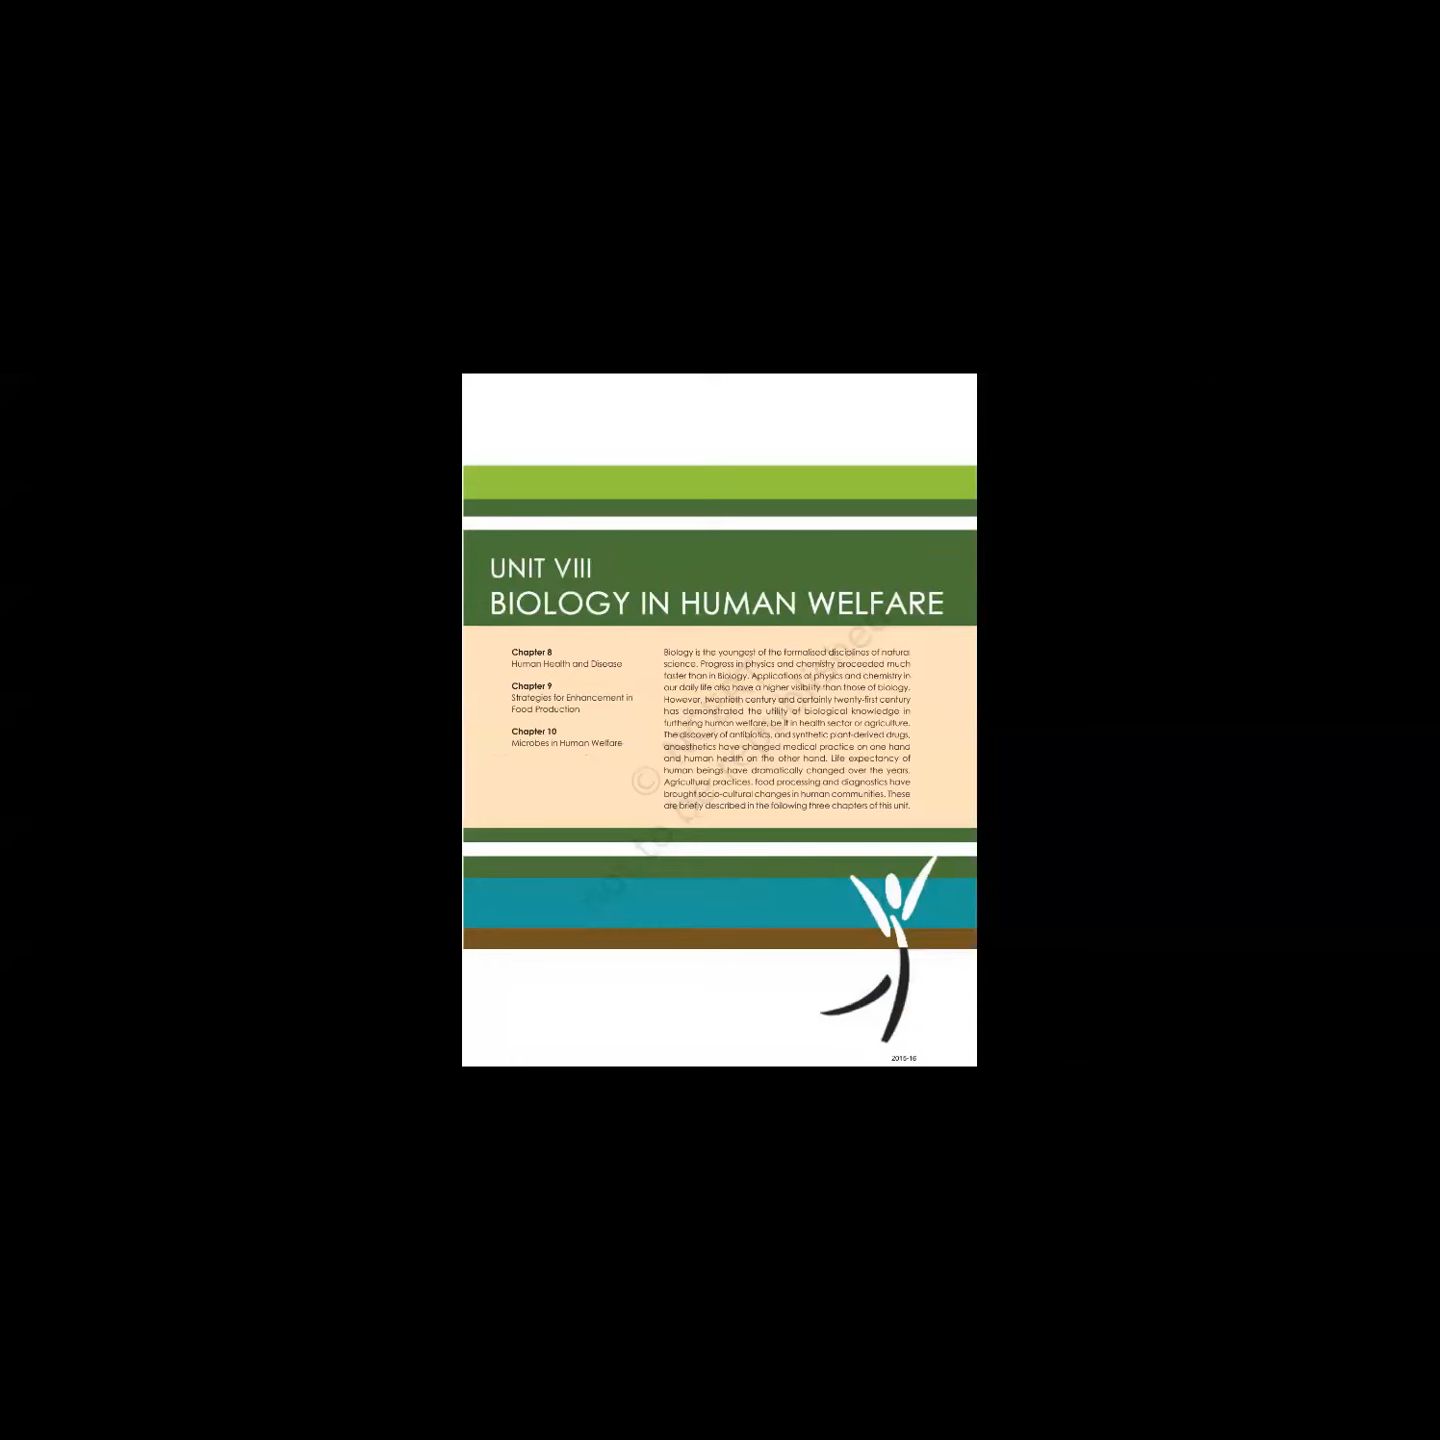 UNIT VIII
BIOLOGY IN HUMAN WELFARE
Chapter 8
Human Health and Disease
Chapter 9
Strategies for Enhancement in
Food Production
Chapter 10
Microbes in Human Welfare
Biology is the youngest of the formalised disciplines of natural
science. Progress in physics and chemistry proceeded much
faster than in Biology. Applications of physics and chemistry in
our daily life also have a higher visibility than those of biology.
However, twentieth century and certainly twenty-first century
has demonstrated the utility of biological knowledge in
furthering human welfare, be it in health sector or agriculture.
The discovery of antibiotics, and synthetic plant-derived drugs,
anaesthetics have changed medical practice on one hand
and human health on the other hand. Life expectancy of
human beings have dramatically changed over the years.
Agricultural practices, food processing and diagnostics have
brought socio-cultural changes in human communities. These
are briefly described in the following three chapters of this unit.
not to be republished
2015-16